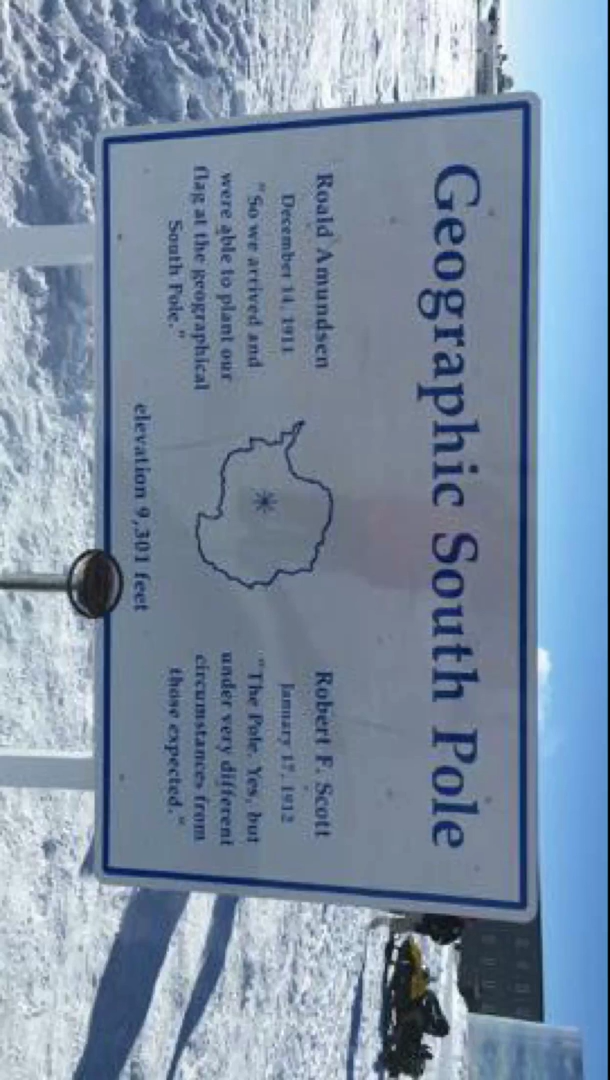 Geographic South Pole
Roald Amundsen
December 14, 1911
"So we arrived and
were able to plant our
flag at the geographical
South Pole."
Robert F. Scott
January 17, 1912
"The Pole. Yes, but
under very different
circumstances from
those expected."
elevation 9,301 feet